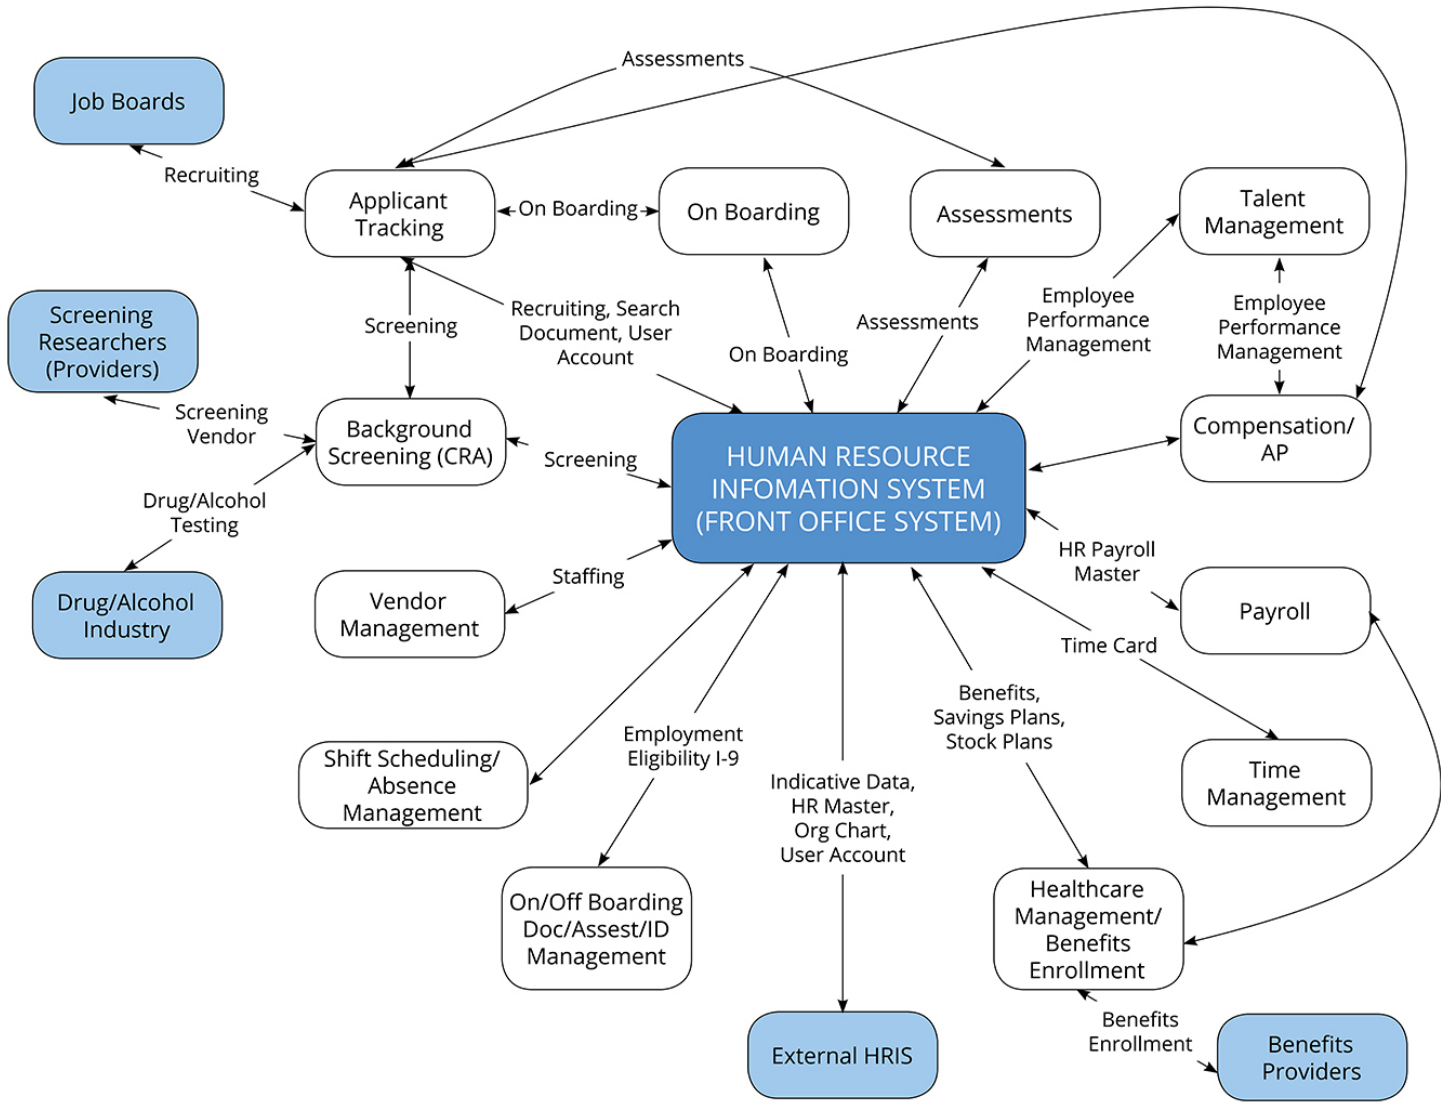 Assessments
Job Boards
Recruiting
Applicant
Tracking
On Boarding
On Boarding
Assessments
Talent
Management
Screening
Researchers
(Providers)
Screening
Recruiting, Search
Document, User
Account
On Boarding
Assessments
Employee
Performance
Management
Employee
Performance
Management
Screening
Vendor
Background
Screening (CRA)
Screening
HUMAN RESOURCE
INFOMATION SYSTEM
(FRONT OFFICE SYSTEM)
Compensation/
AP
Drug/Alcohol
Testing
Drug/Alcohol
Industry
Vendor
Management
Staffing
HR Payroll
Master
Payroll
Time Card
Shift Scheduling/
Absence
Management
Employment
Eligibility I-9
Indicative Data,
HR Master,
Org Chart,
User Account
Benefits,
Savings Plans,
Stock Plans
Time
Management
On/Off Boarding
Doc/Assest/ID
Management
Healthcare
Management/
Benefits
Enrollment
External HRIS
Benefits
Enrollment
Benefits
Providers